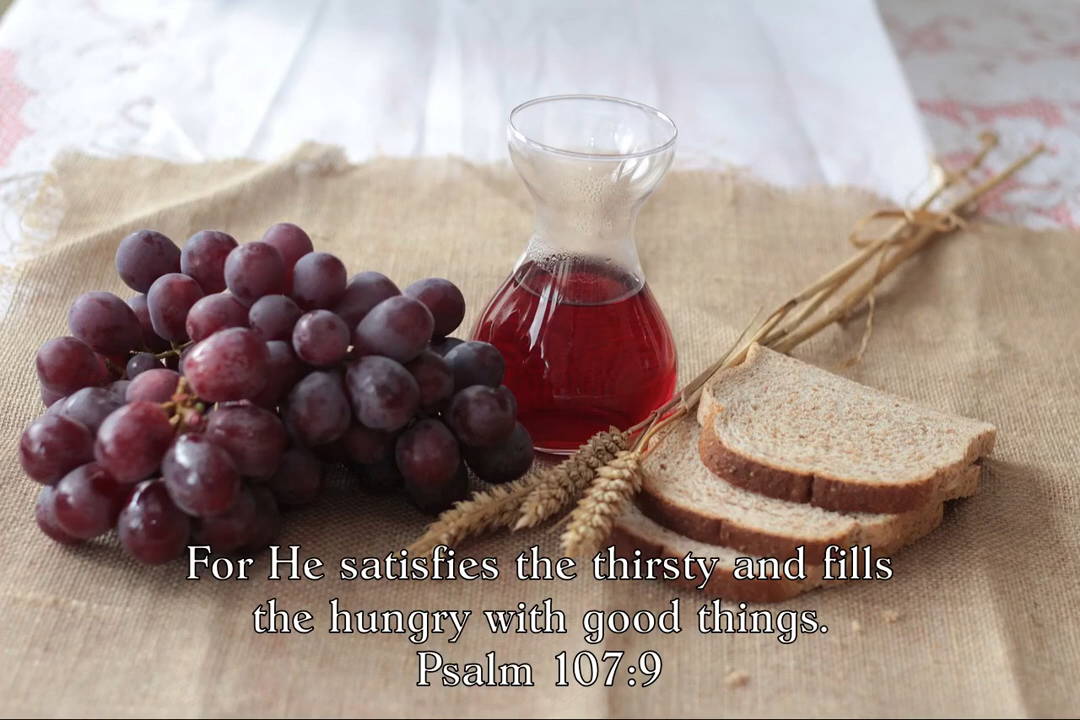 For He satisfies the thirsty and fills
the hungry with good things.
Psalm 107:9